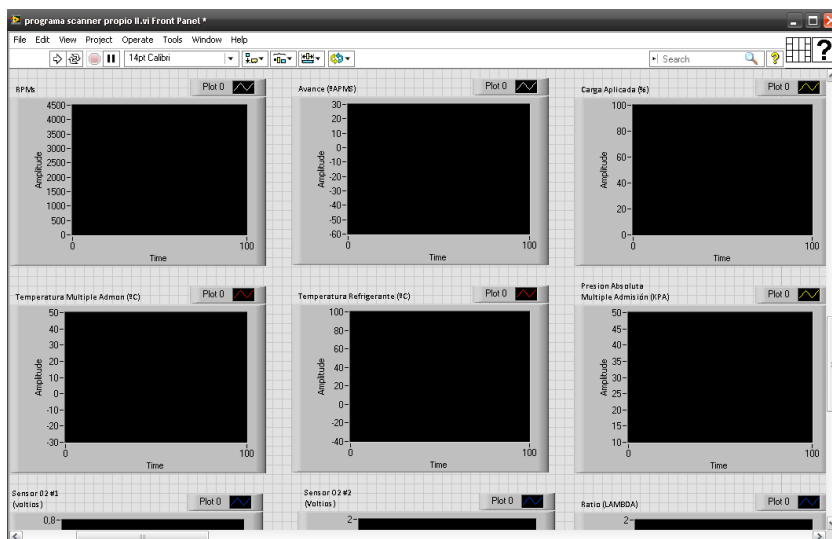 programa scanner propio II.vi Front Panel *
File Edit View Project Operate Tools Window Help
14pt Calibri
Search
RPMs
Plot 0
4500
4000
3500
3000
2500
2000
1500
1000
500
0
Amplitude
0 100
Time
Avance (ºAPMS)
Plot 0
30
20
10
0
-10
-20
-30
-40
-50
-60
Amplitude
0 100
Time
Carga Aplicada (%)
Plot 0
100
80
60
40
20
0
Amplitude
0 100
Time
Temperatura Multiple Admon (ºC)
Plot 0
50
40
30
20
10
0
-10
-20
-30
Amplitude
0 100
Time
Temperatura Refrigerante (ºC)
Plot 0
100
80
60
40
20
0
-20
-40
Amplitude
0 100
Time
Presion Absoluta
Multiple Admisión (KPA)
Plot 0
50
45
40
35
30
25
20
15
10
Amplitude
0 100
Time
Sensor 02 #1
(voltios)
Plot 0
0,8
Sensor O2 #2
(Voltios)
Plot 0
2
Ratio (LAMBDA)
Plot 0
2